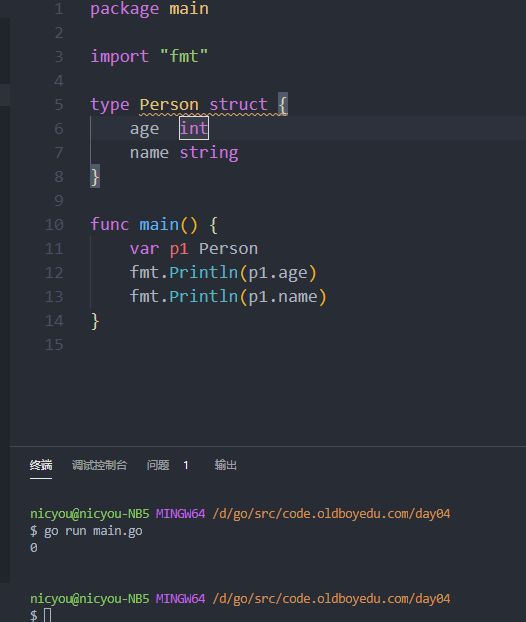 1 package main
2
3 import "fmt"
4
5 type Person struct {
6 age  int
7 name string
8 }
9
10 func main() {
11 var p1 Person
12 fmt.Println(p1.age)
13 fmt.Println(p1.name)
14 }
15
终端 调试控制台 问题 1 输出
nicyou@nicyou-NB5 MINGW64 /d/go/src/code.oldboyedu.com/day04
$ go run main.go
0
nicyou@nicyou-NB5 MINGW64 /d/go/src/code.oldboyedu.com/day04
$